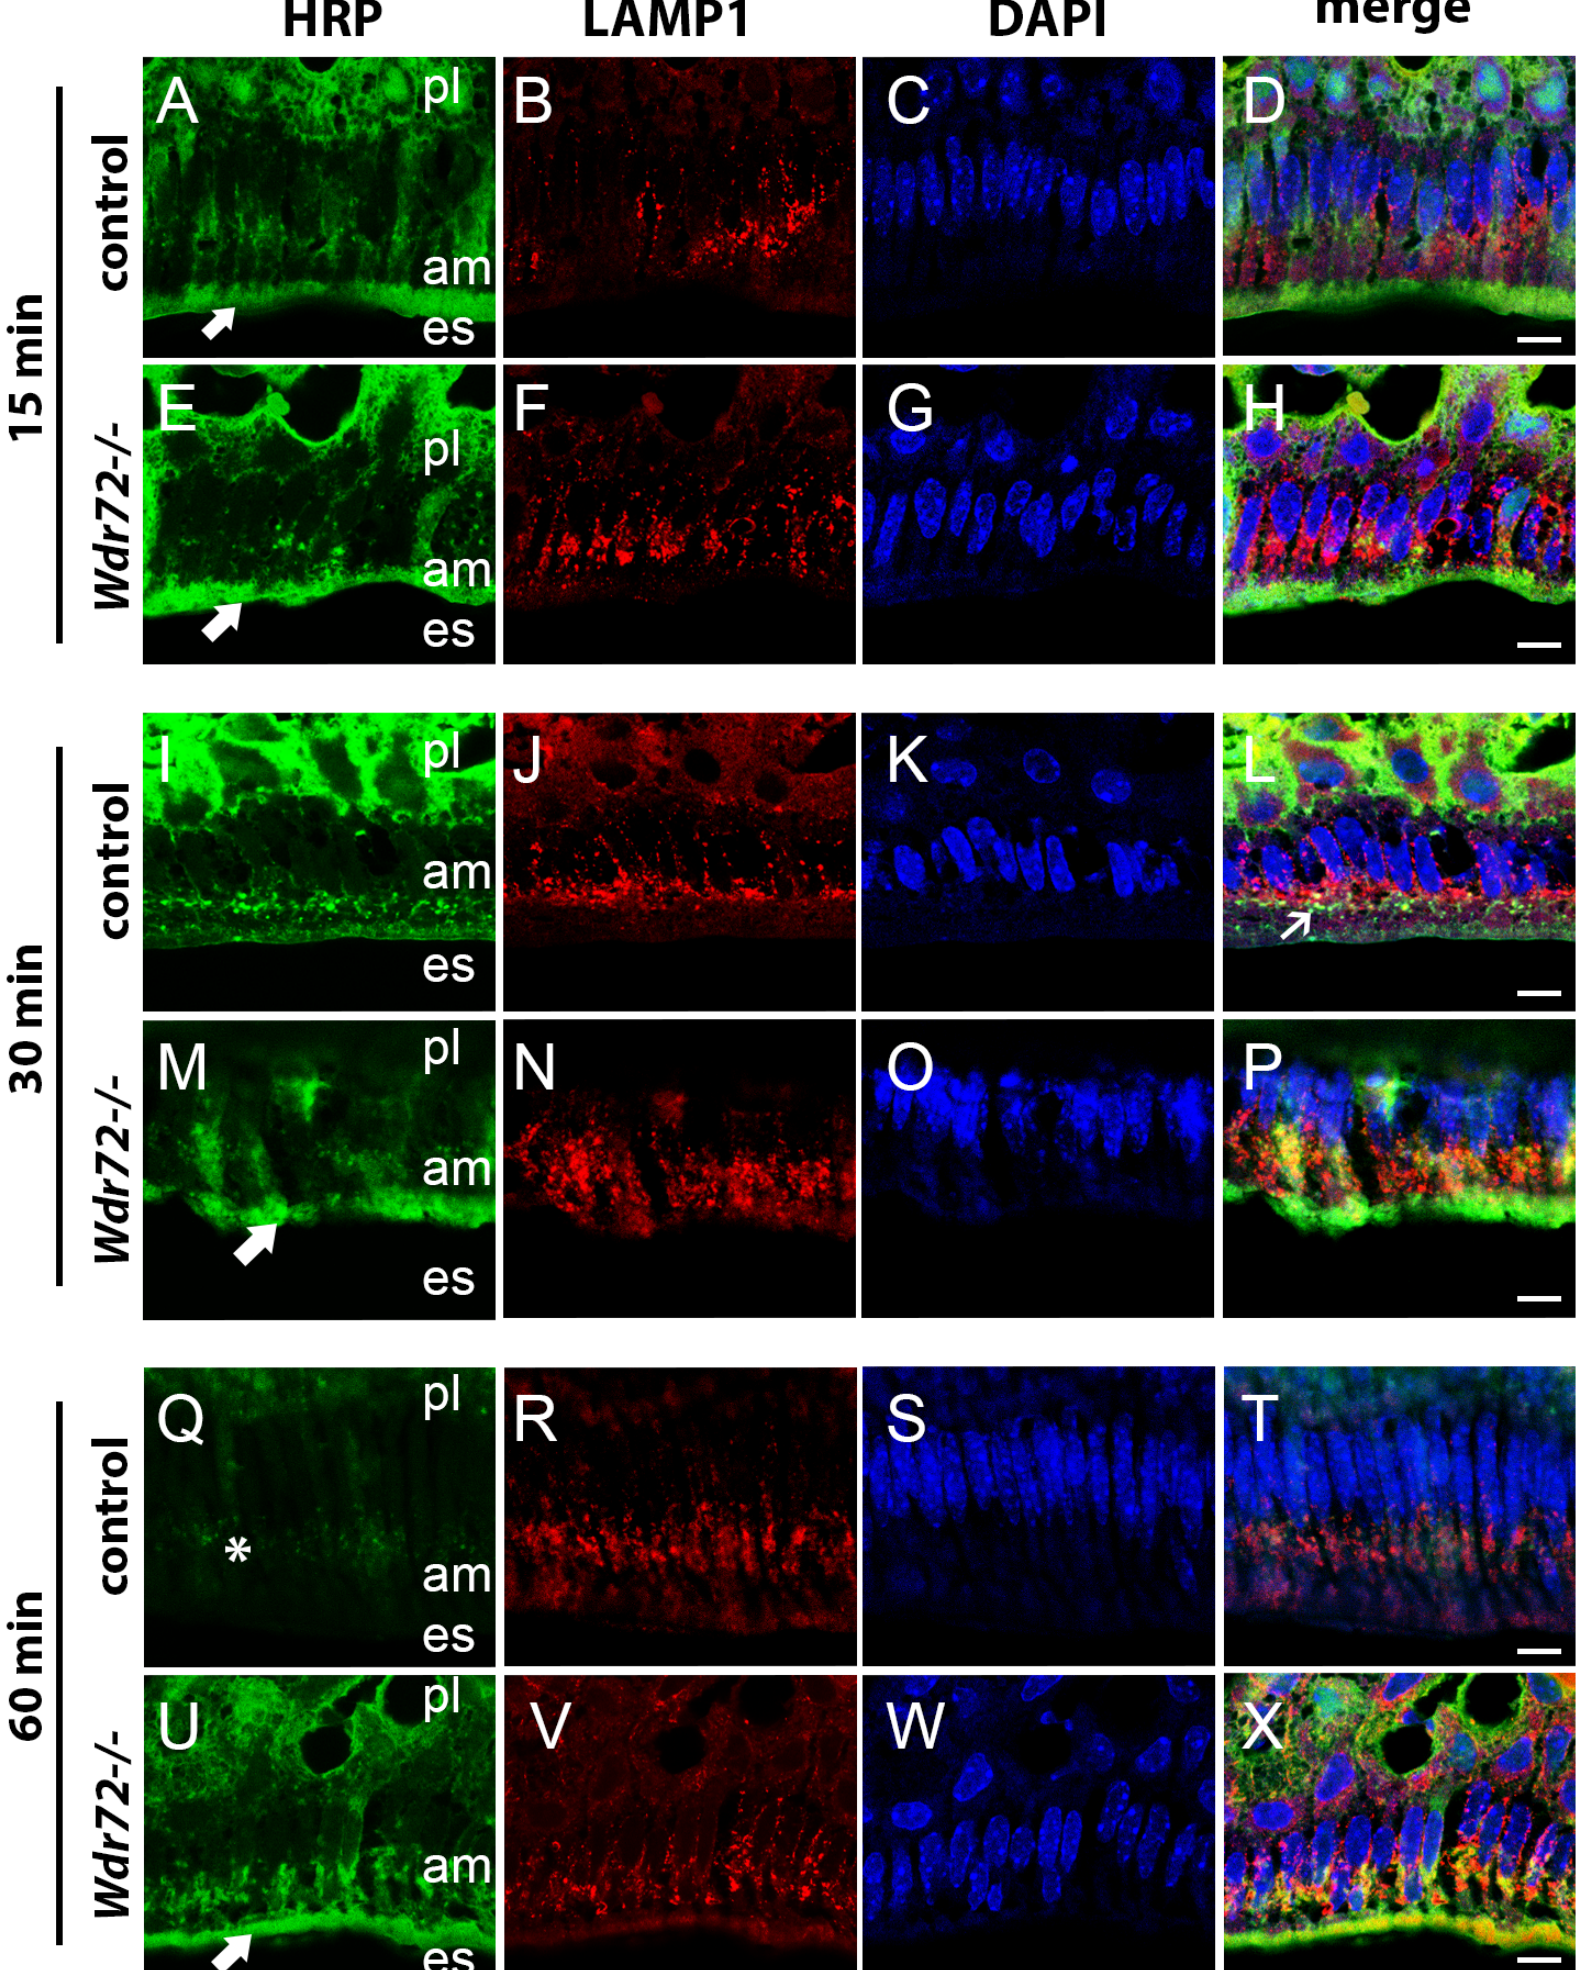 HRP LAMP1 DAPI merge
15 min
control
A pl am es B C D
Wdr72-/-
E pl am es F G H
30 min
control
I pl am es J K L
Wdr72-/-
M pl am es N O P
60 min
control
Q pl * am es R S T
Wdr72-/-
U pl am es V W X